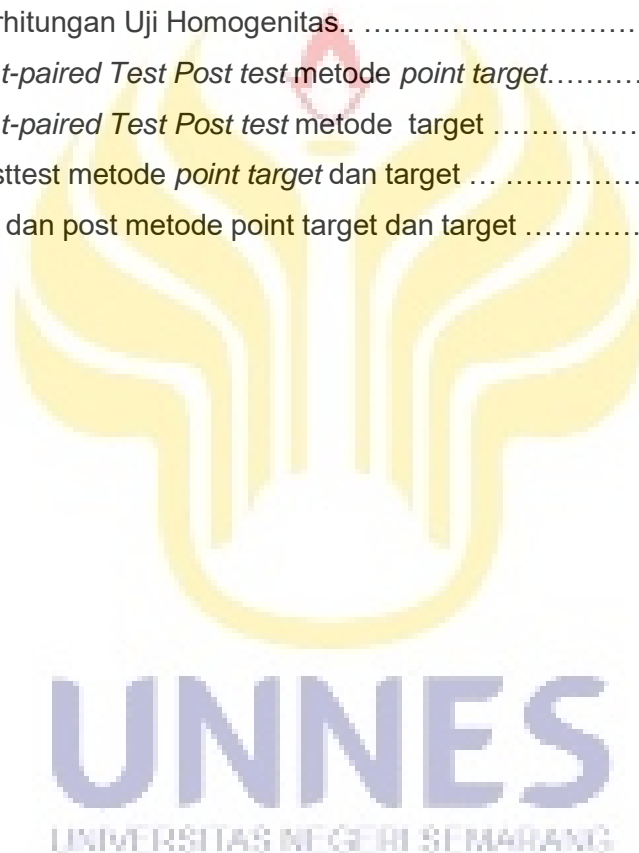 rhitungan Uji Homogenitas.. ……………………….
t-paired Test Post test metode point target………..
t-paired Test Post test metode  target ……………..
sttest metode point target dan target … ……………
dan post metode point target dan target …………
UNNES
UNIVERSITAS NEGERI SEMARANG